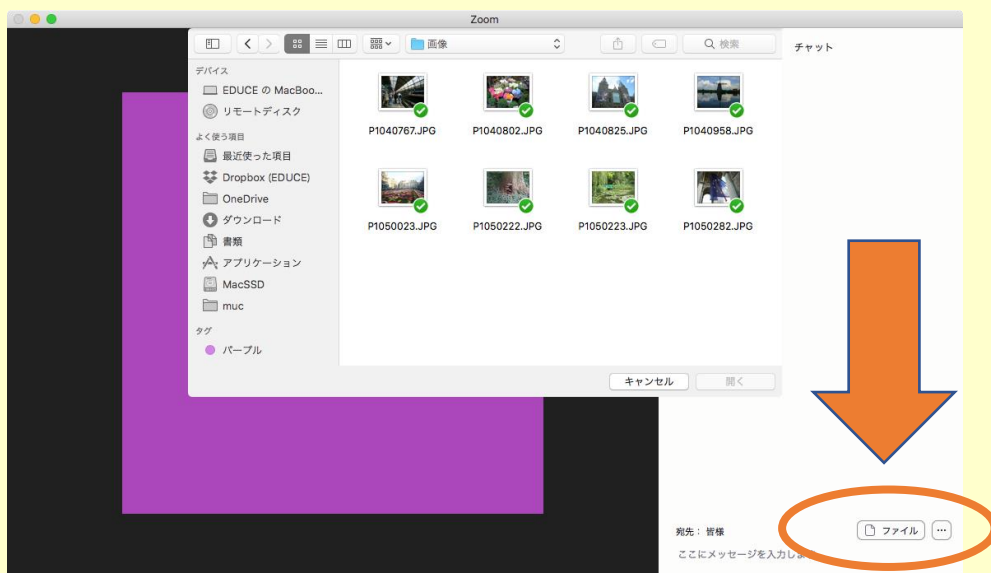 Zoom
画像
検索
チャット
デバイス
EDUCE の MacBoo...
リモートディスク
よく使う項目
最近使った項目
Dropbox (EDUCE)
OneDrive
ダウンロード
書類
アプリケーション
MacSSD
muc
タグ
パープル
P1040767.JPG P1040802.JPG P1040825.JPG P1040958.JPG
P1050023.JPG P1050222.JPG P1050223.JPG P1050282.JPG
キャンセル 開く
宛先： 皆様 ファイル ...
ここにメッセージを入力し